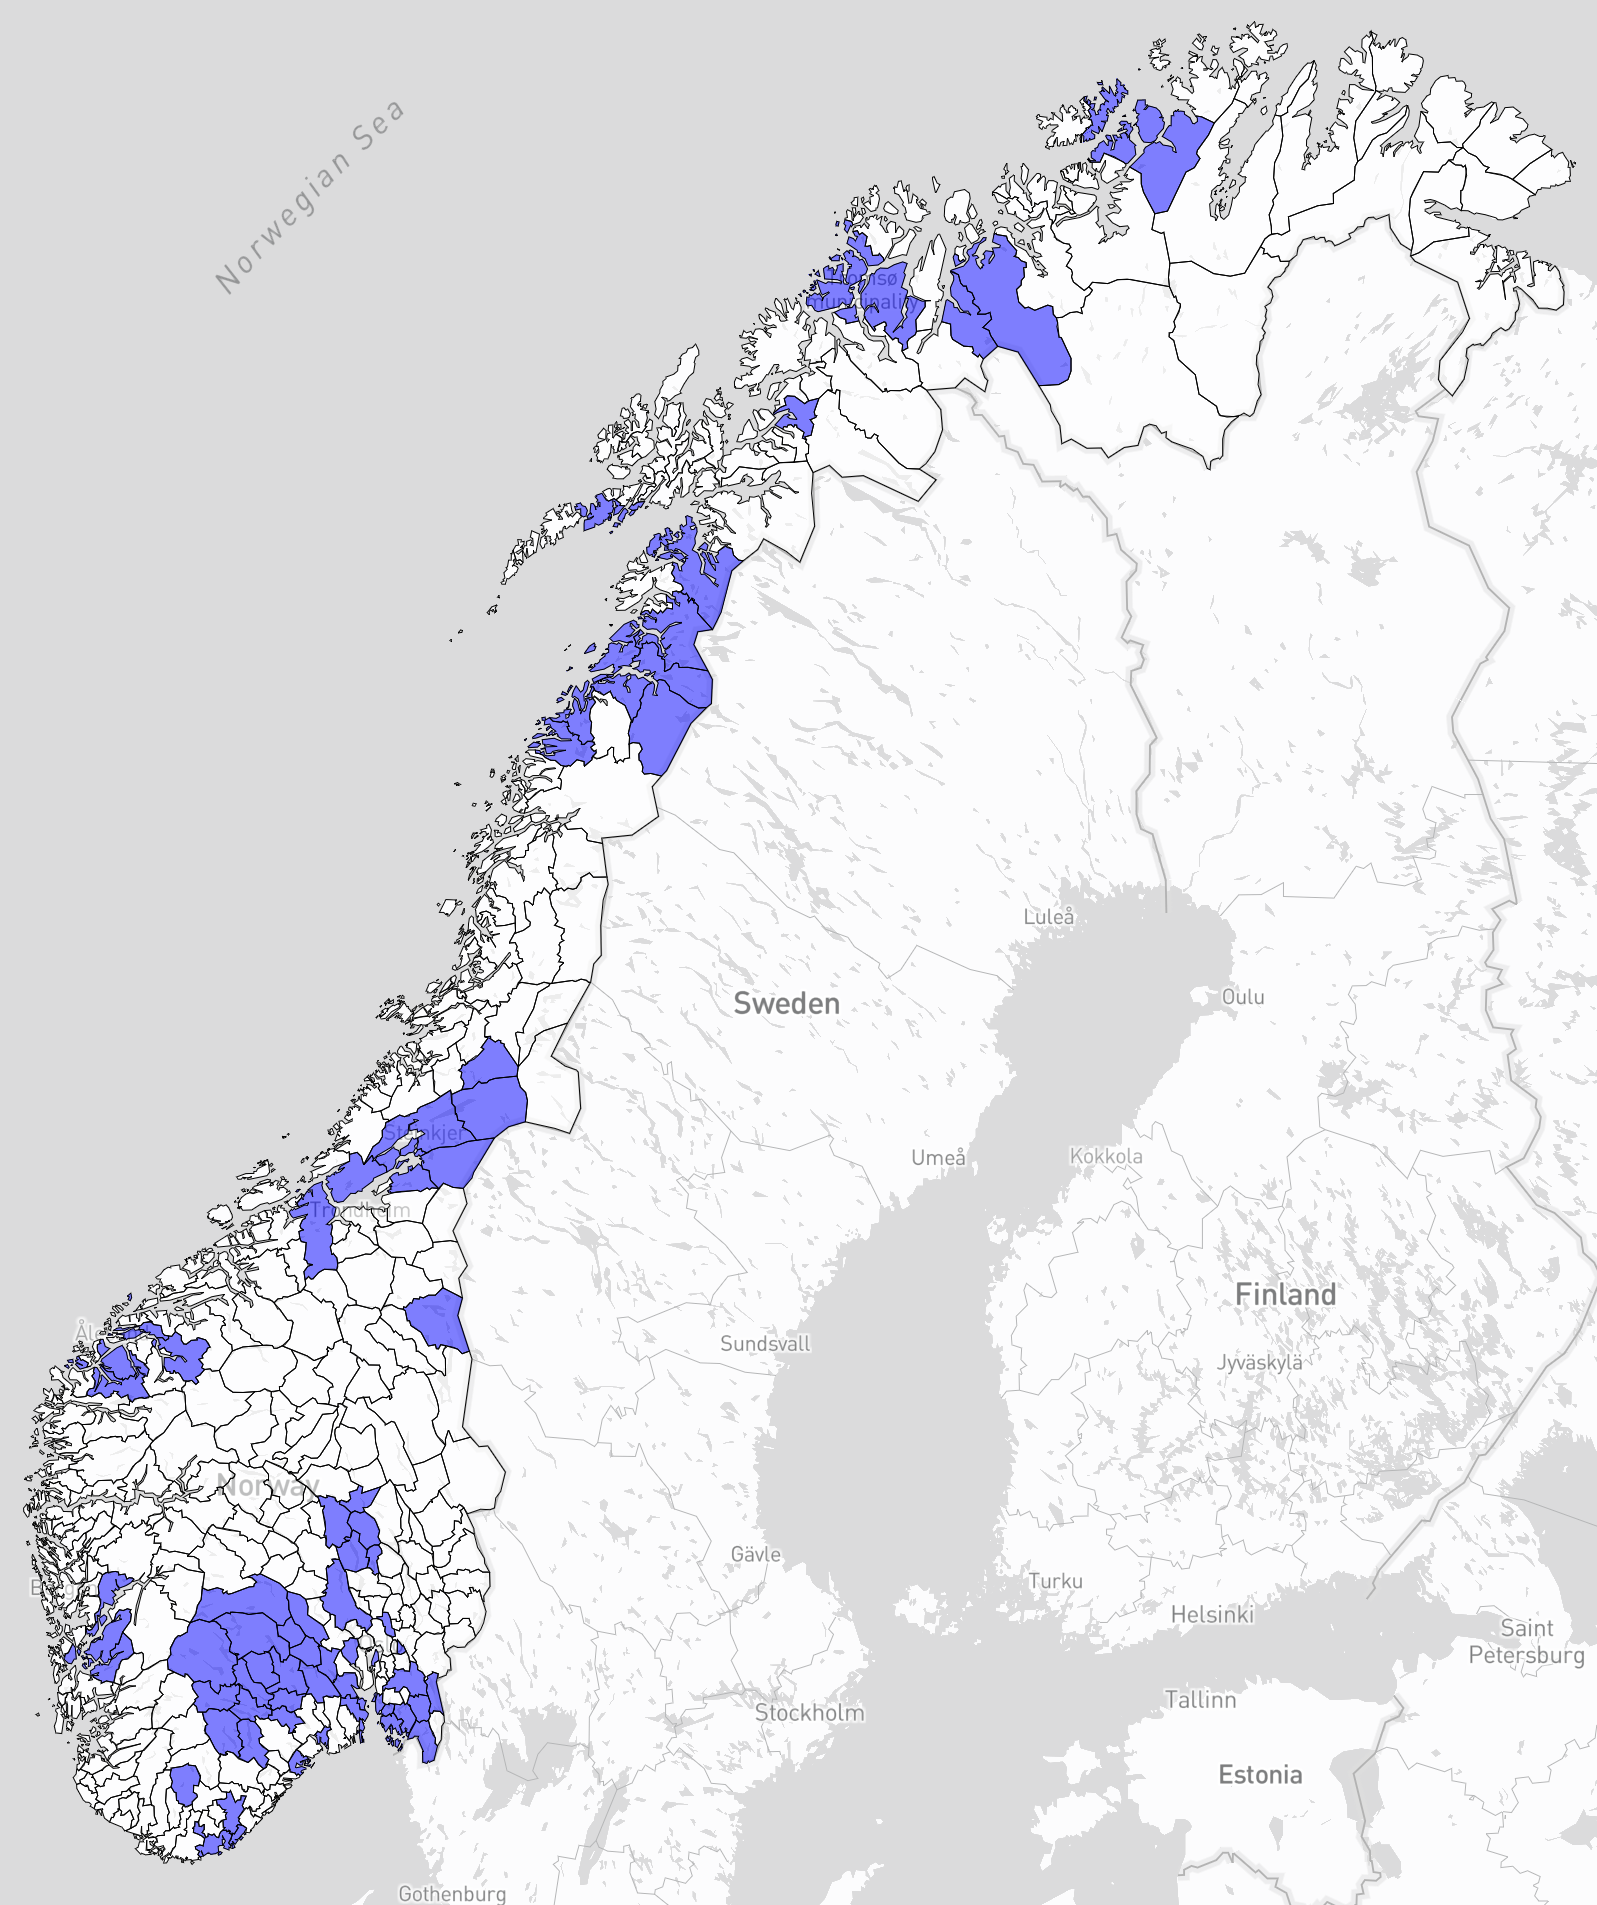 Norwegian Sea
Tromsø
municipality
Luleå
Sweden
Oulu
Umeå
Kokkola
Steinkjer
Trondheim
Finland
Sundsvall
Jyväskylä
Norway
Gävle
Turku
Helsinki
Saint
Petersburg
Tallinn
Stockholm
Estonia
Gothenburg